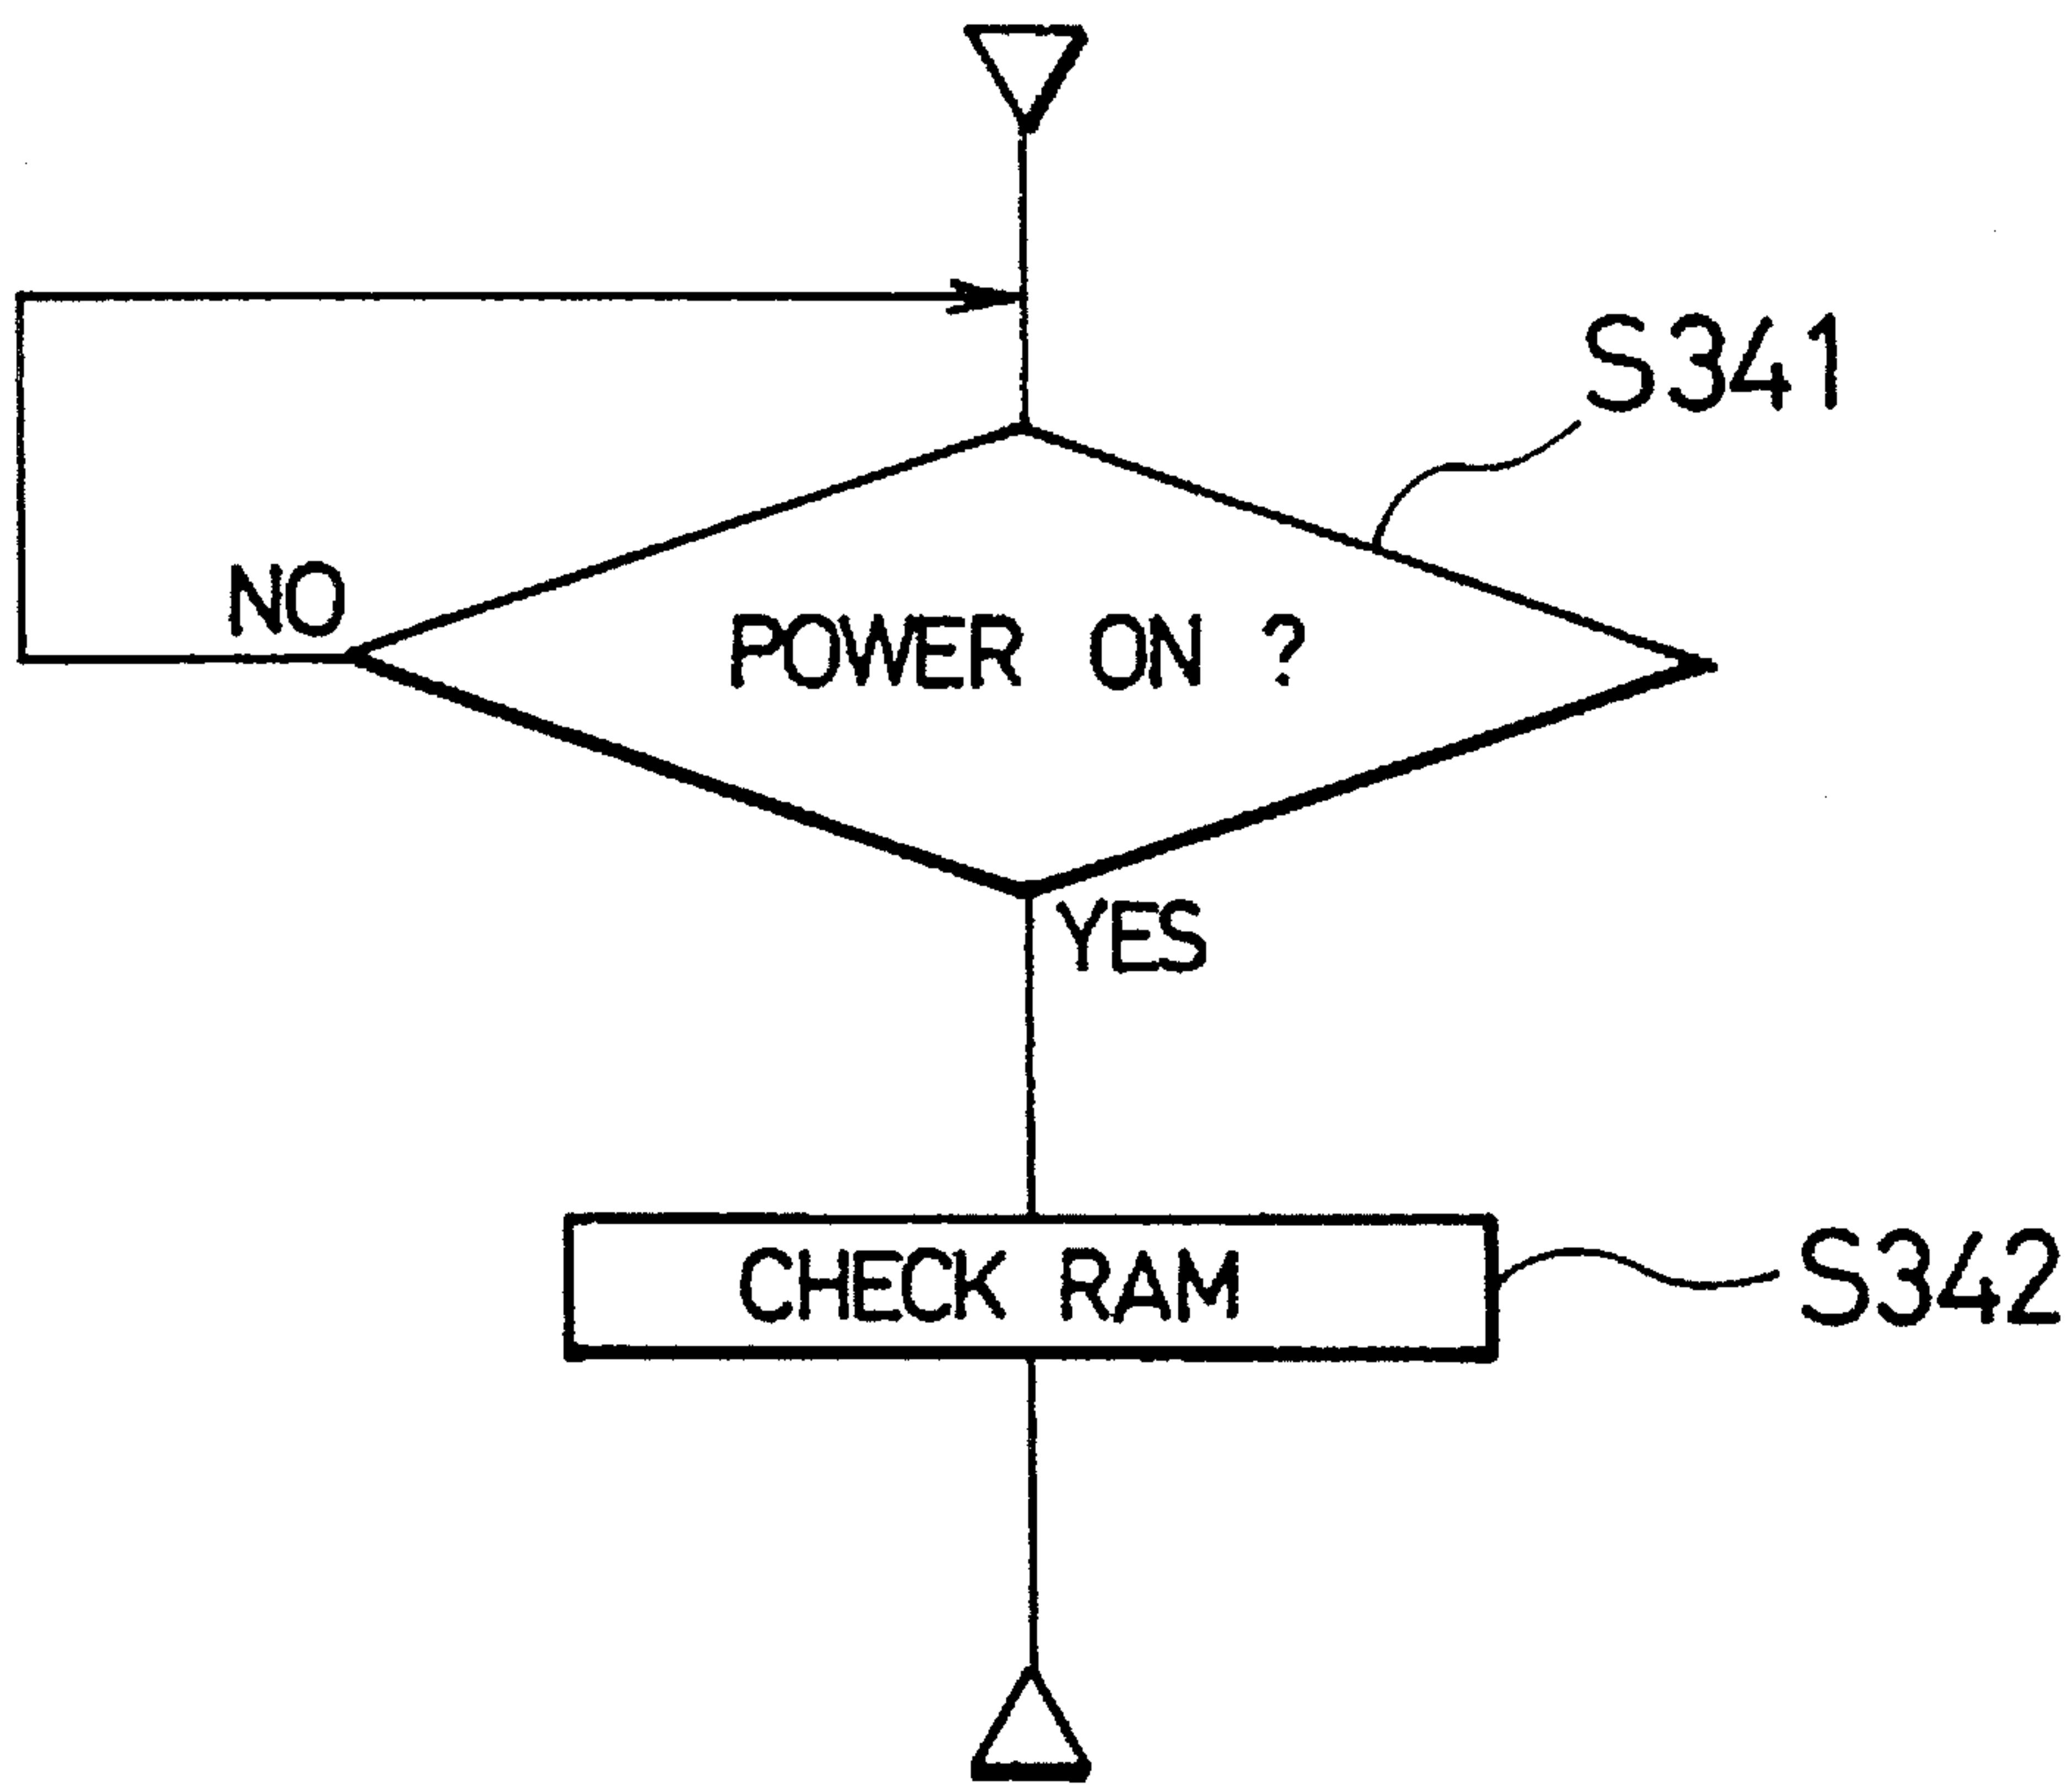 S341
NO
POWER ON ?
YES
CHECK RAM
S342